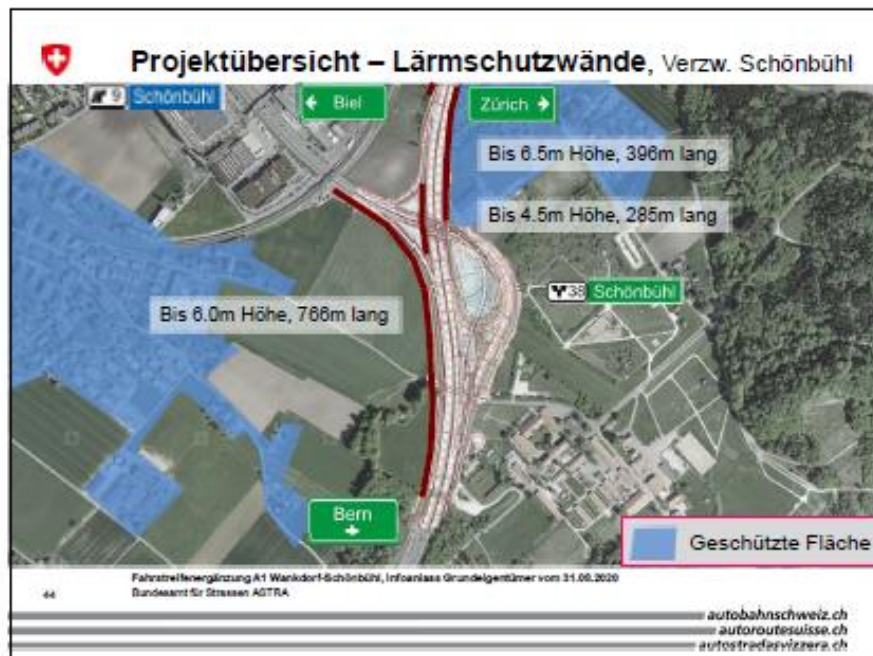 Projektübersicht – Lärmschutzwände, Verzw. Schönbühl
9 Schönbühl
Biel
Zürich
Bis 6.5m Höhe, 396m lang
Bis 4.5m Höhe, 285m lang
38 Schönbühl
Bis 6.0m Höhe, 766m lang
Bern
Geschützte Fläche
Fahrstreifenergänzung A1 Wankdorf-Schönbühl, Infoanlass Grundeigentümer vom 31.08.2020
44 Bundesamt für Strassen ASTRA
autobahnschweiz.ch
autoroutesuisse.ch
autostradasvizzera.ch